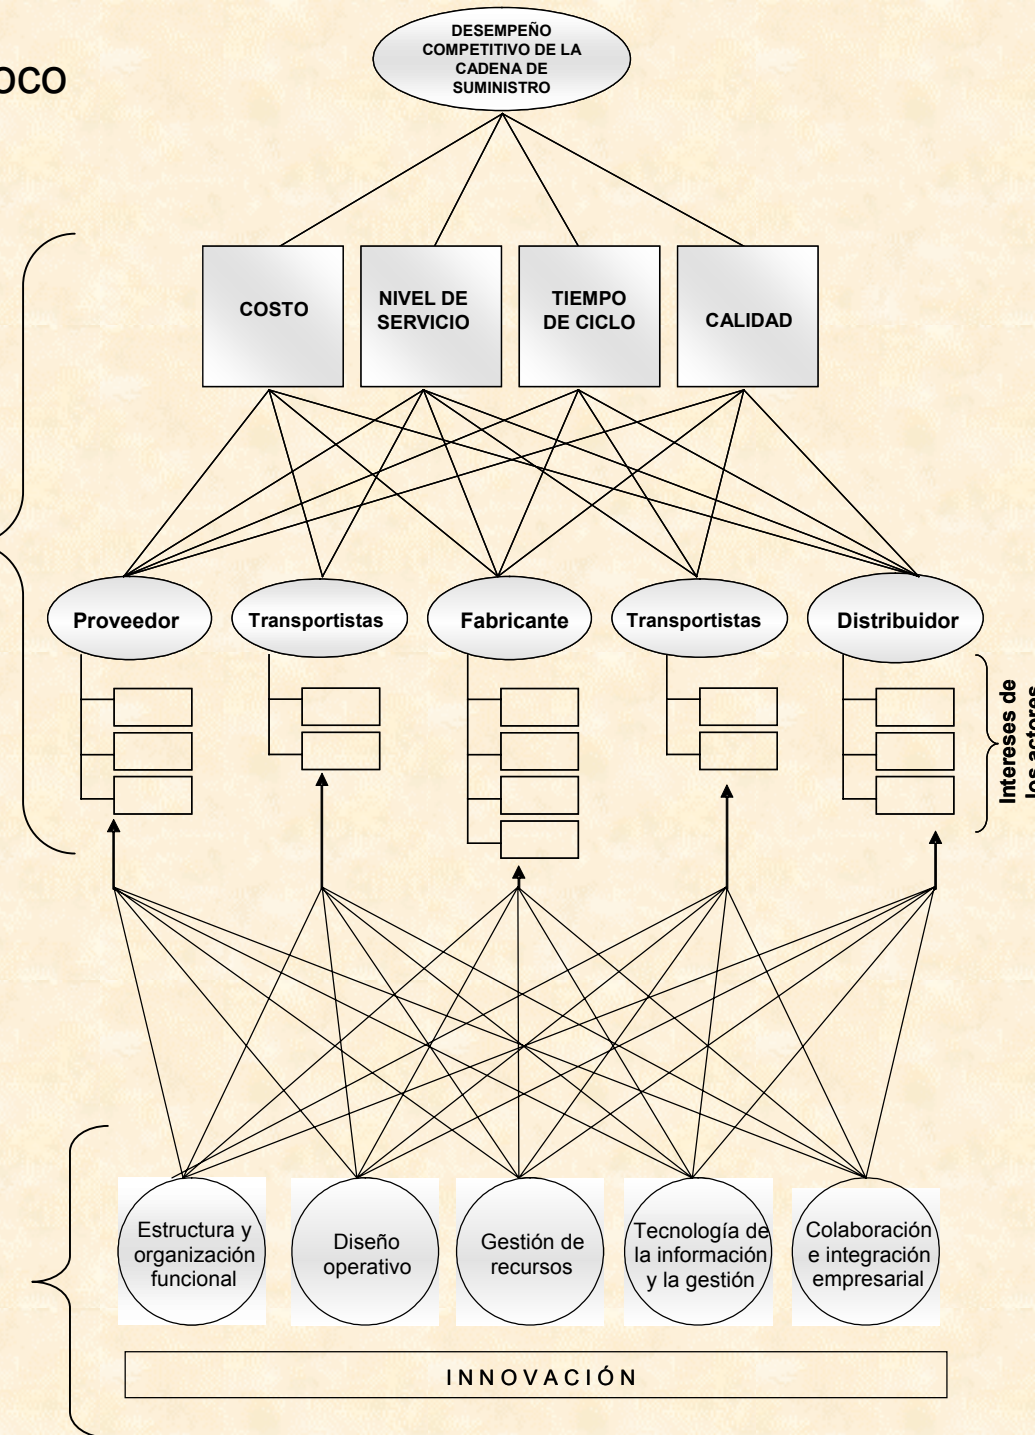 DESEMPEÑO
COMPETITIVO DE LA
CADENA DE
SUMINISTRO
OCO
COSTO
NIVEL DE
SERVICIO
TIEMPO
DE CICLO
CALIDAD
Proveedor
Transportistas
Fabricante
Transportistas
Distribuidor
Intereses de
los actores
Estructura y
organización
funcional
Diseño
operativo
Gestión de
recursos
Tecnología de
la información
y la gestión
Colaboración
e integración
empresarial
INNOVACIÓN